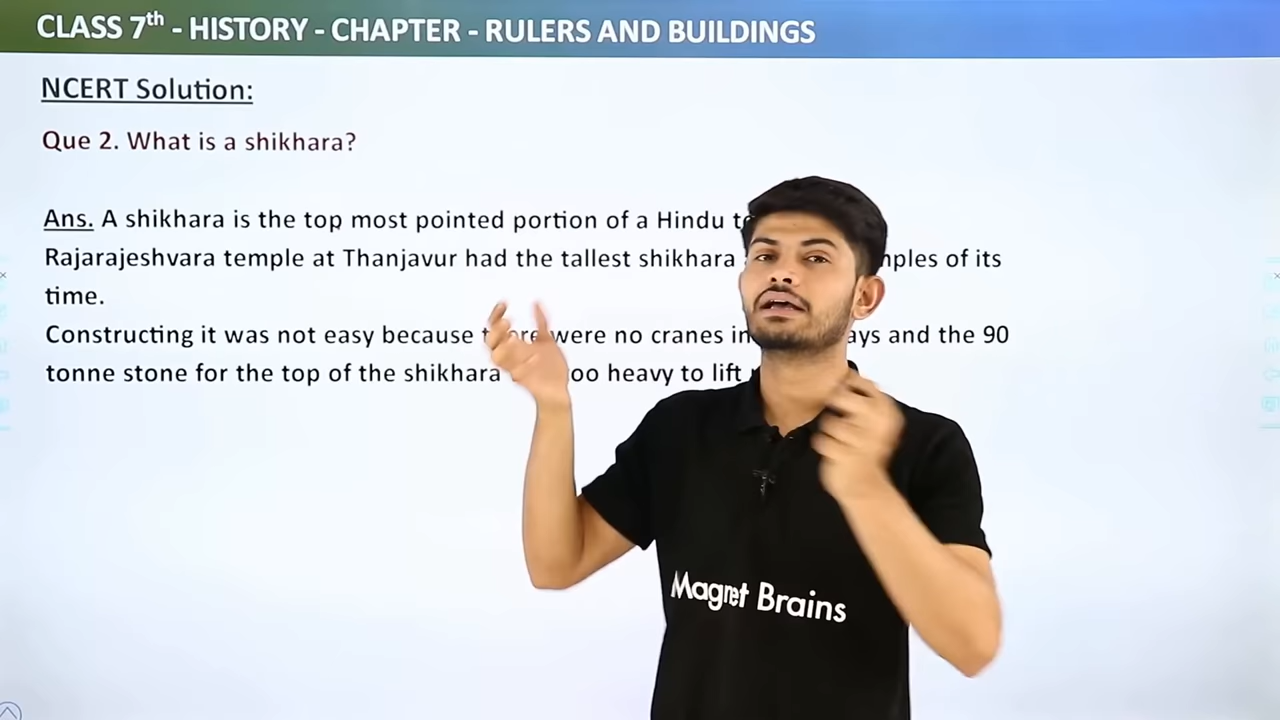 CLASS 7th - HISTORY - CHAPTER - RULERS AND BUILDINGS
NCERT Solution:
Que 2. What is a shikhara?
Ans. A shikhara is the top most pointed portion of a Hindu
Rajarajeshvara temple at Thanjavur had the tallest shikhara of its
time.
Constructing it was not easy because were no cranes in and the 90
tonne stone for the top of the shikhara heavy to lift
Magnet Brains